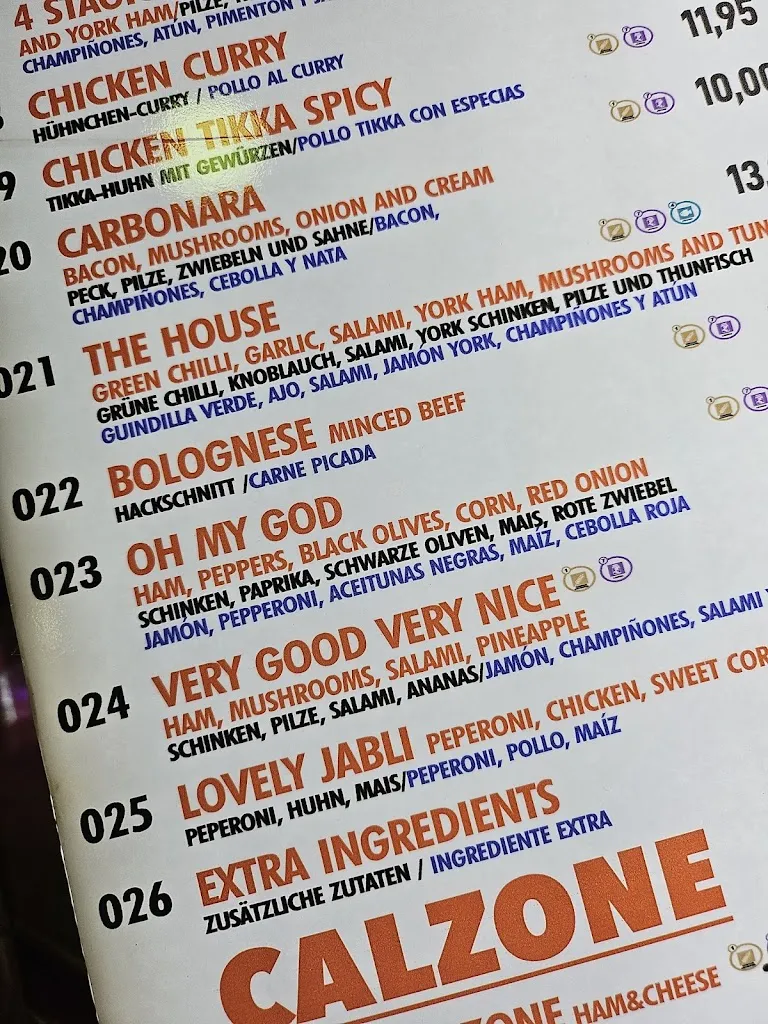 4 STAG
AND YORK HAM/PILZE,
CHAMPIÑONES, ATÚN, PIMENTÓN Y
11,95
CHICKEN CURRY
HÜHNCHEN-CURRY / POLLO AL CURRY
10,00
9 CHICKEN TIKKA SPICY
TIKKA-HUHN MIT GEWÜRZEN/POLLO TIKKA CON ESPECIAS
13,
20 CARBONARA
BACON, MUSHROOMS, ONION AND CREAM
PECK, PILZE, ZWIEBELN UND SAHNE/BACON,
CHAMPIÑONES, CEBOLLA Y NATA
021 THE HOUSE
GREEN CHILLI, GARLIC, SALAMI, YORK HAM, MUSHROOMS AND TUN
GRÜNE CHILLI, KNOBLAUCH, SALAMI, YORK SCHINKEN, PILZE UND THUNFISCH
GUINDILLA VERDE, AJO, SALAMI, JAMÓN YORK, CHAMPIÑONES Y ATÚN
022 BOLOGNESE MINCED BEEF
HACKSCHNITT /CARNE PICADA
023 OH MY GOD
HAM, PEPPERS, BLACK OLIVES, CORN, RED ONION
SCHINKEN, PAPRIKA, SCHWARZE OLIVEN, MAIS, ROTE ZWIEBEL
JAMÓN, PEPPERONI, ACEITUNAS NEGRAS, MAÍZ, CEBOLLA ROJA
024 VERY GOOD VERY NICE
HAM, MUSHROOMS, SALAMI, PINEAPPLE
SCHINKEN, PILZE, SALAMI, ANANAS/JAMÓN, CHAMPIÑONES, SALAMI Y
025 LOVELY JABLI PEPERONI, CHICKEN, SWEET COR
PEPERONI, HUHN, MAIS/PEPERONI, POLLO, MAÍZ
026 EXTRA INGREDIENTS
ZUSÄTZLICHE ZUTATEN / INGREDIENTE EXTRA
CALZONE
ZONE HAM&CHEESE